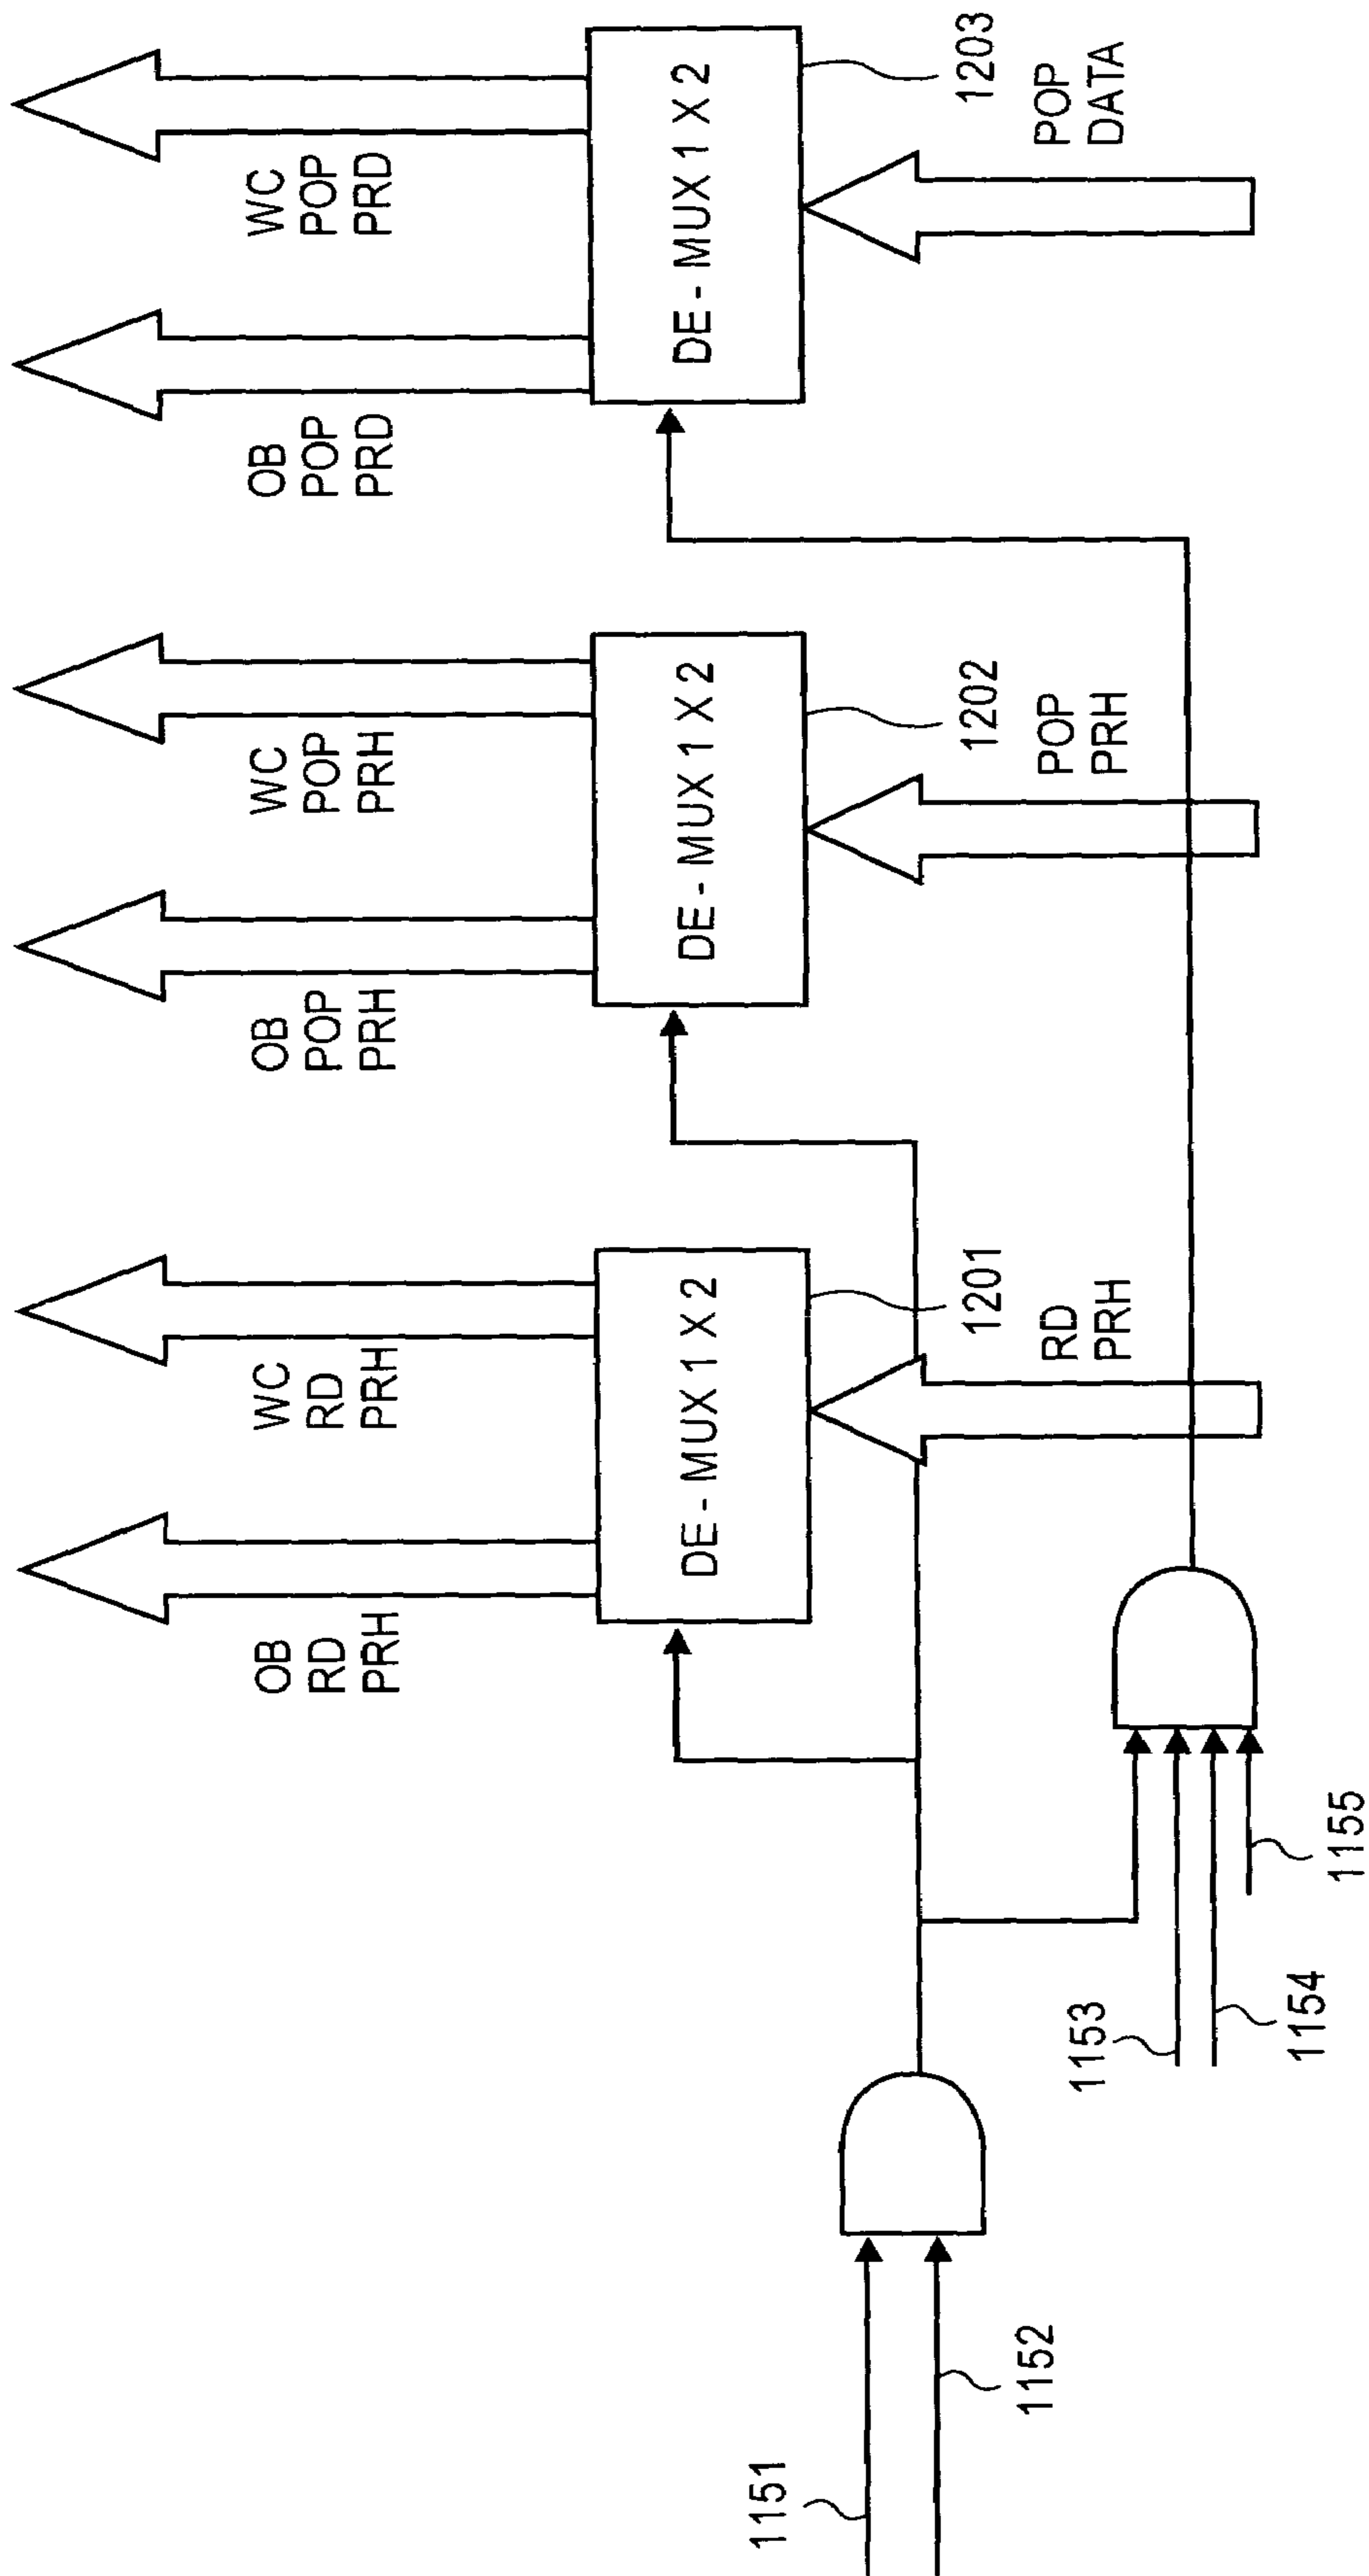 OB
RD
PRH
WC
RD
PRH
OB
POP
PRH
WC
POP
PRH
OB
POP
PRD
WC
POP
PRD
DE - MUX 1 X 2
DE - MUX 1 X 2
DE - MUX 1 X 2
1201
1202
1203
RD
PRH
POP
PRH
POP
DATA
1151
1152
1153
1154
1155